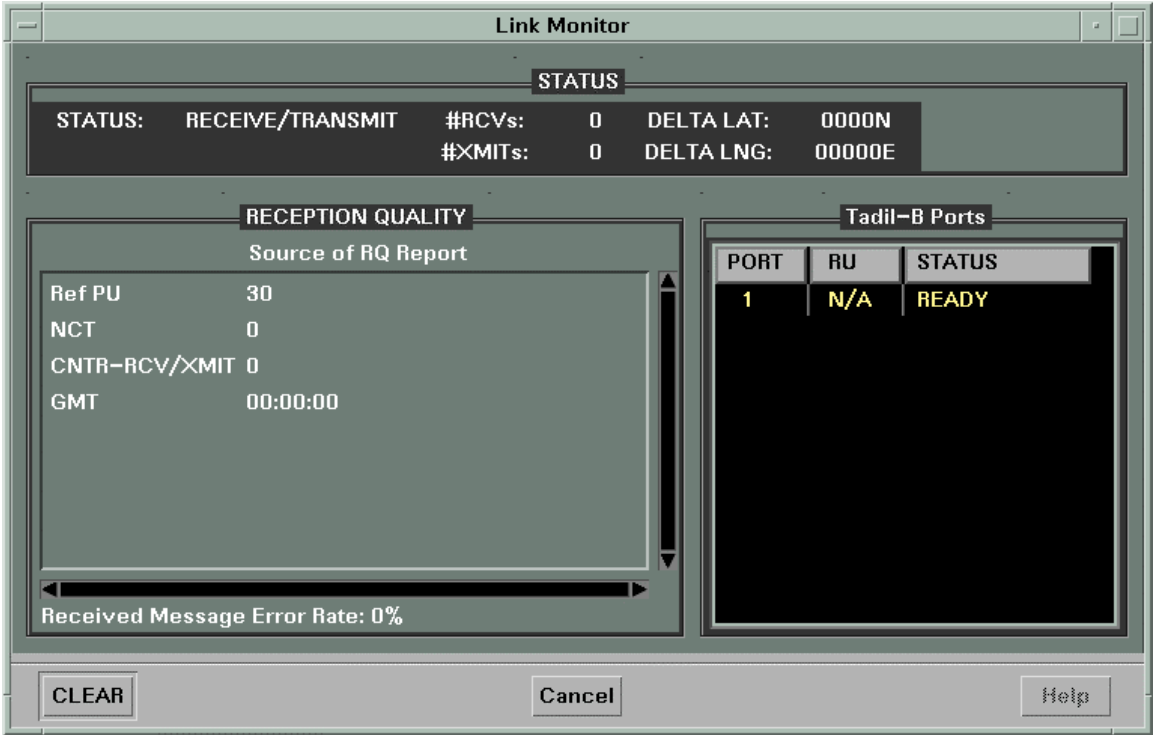 Link Monitor
STATUS
STATUS: RECEIVE/TRANSMIT #RCVs: 0 DELTA LAT: 0000N
#XMITs: 0 DELTA LNG: 00000E
RECEPTION QUALITY
Source of RQ Report
Ref PU 30
NCT 0
CNTR-RCV/XMIT 0
GMT 00:00:00
Received Message Error Rate: 0%
Tadil-B Ports
PORT RU STATUS
1 N/A READY
CLEAR Cancel Help